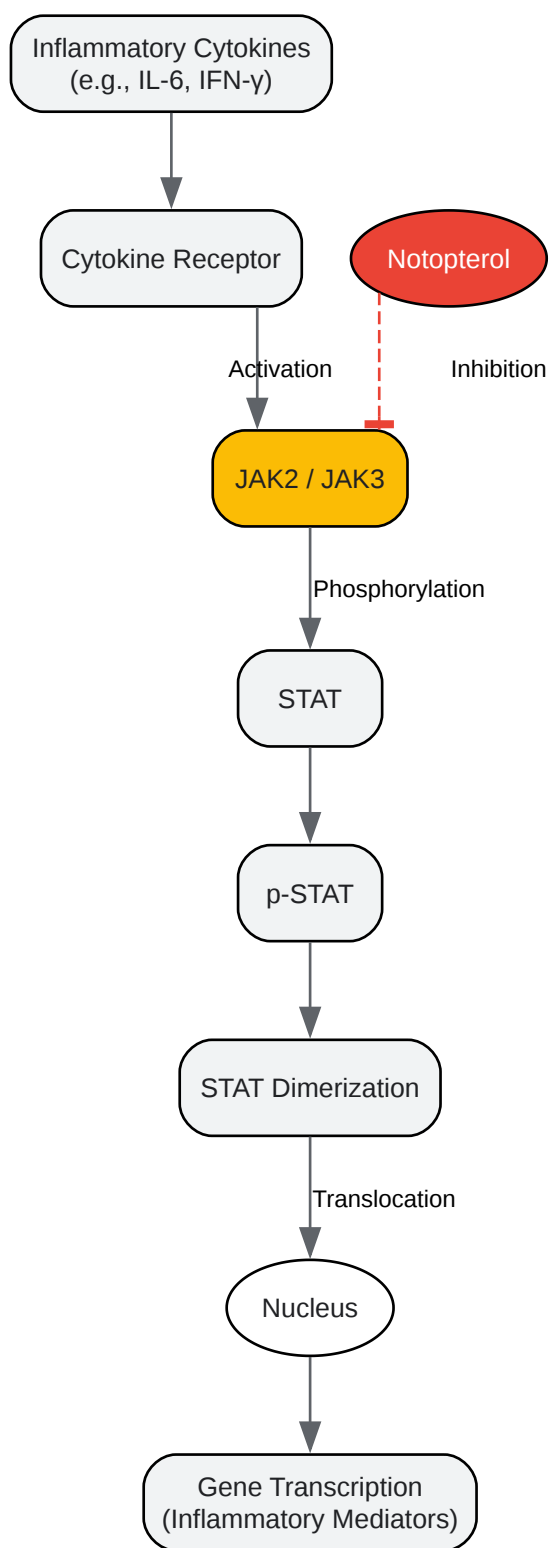 Inflammatory Cytokines
(e.g., IL-6, IFN-γ)
Cytokine Receptor
Notopterol
Activation
Inhibition
JAK2 / JAK3
Phosphorylation
STAT
p-STAT
STAT Dimerization
Translocation
Nucleus
Gene Transcription
(Inflammatory Mediators)